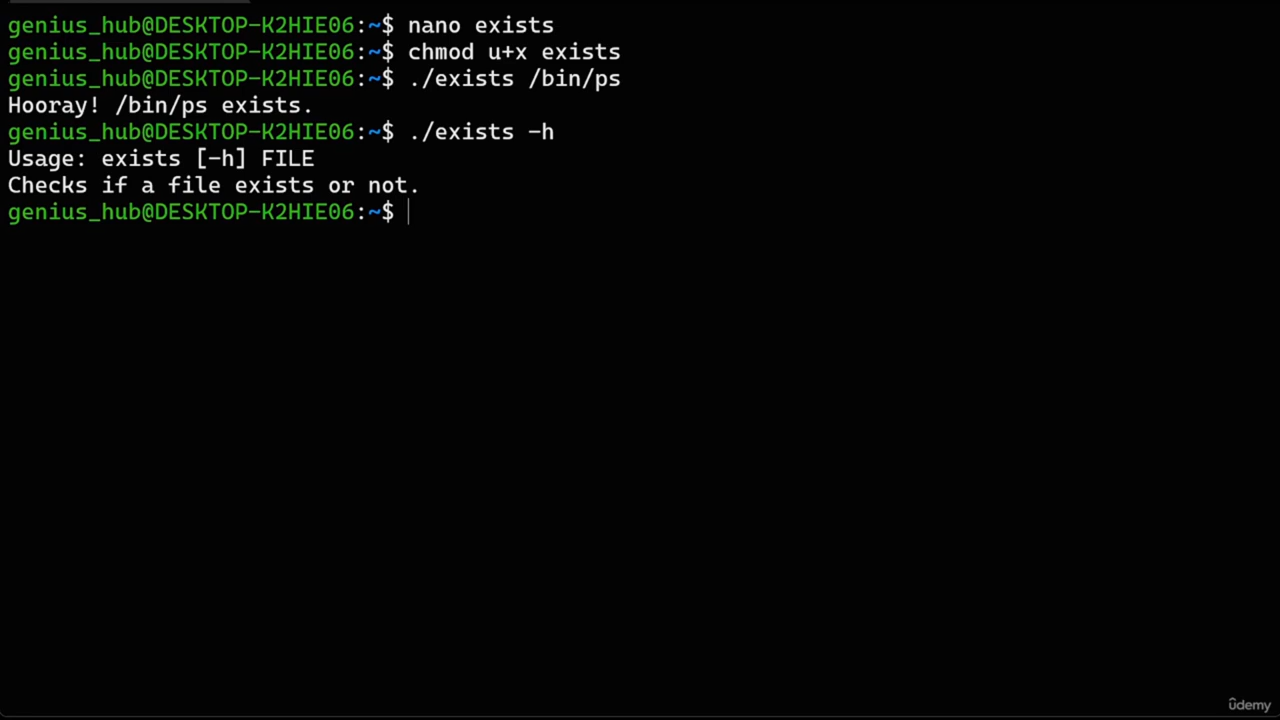 genius_hub@DESKTOP-K2HIE06:~$ nano exists
genius_hub@DESKTOP-K2HIE06:~$ chmod u+x exists
genius_hub@DESKTOP-K2HIE06:~$ ./exists /bin/ps
Hooray! /bin/ps exists.
genius_hub@DESKTOP-K2HIE06:~$ ./exists -h
Usage: exists [-h] FILE
Checks if a file exists or not.
genius_hub@DESKTOP-K2HIE06:~$
ûdemy